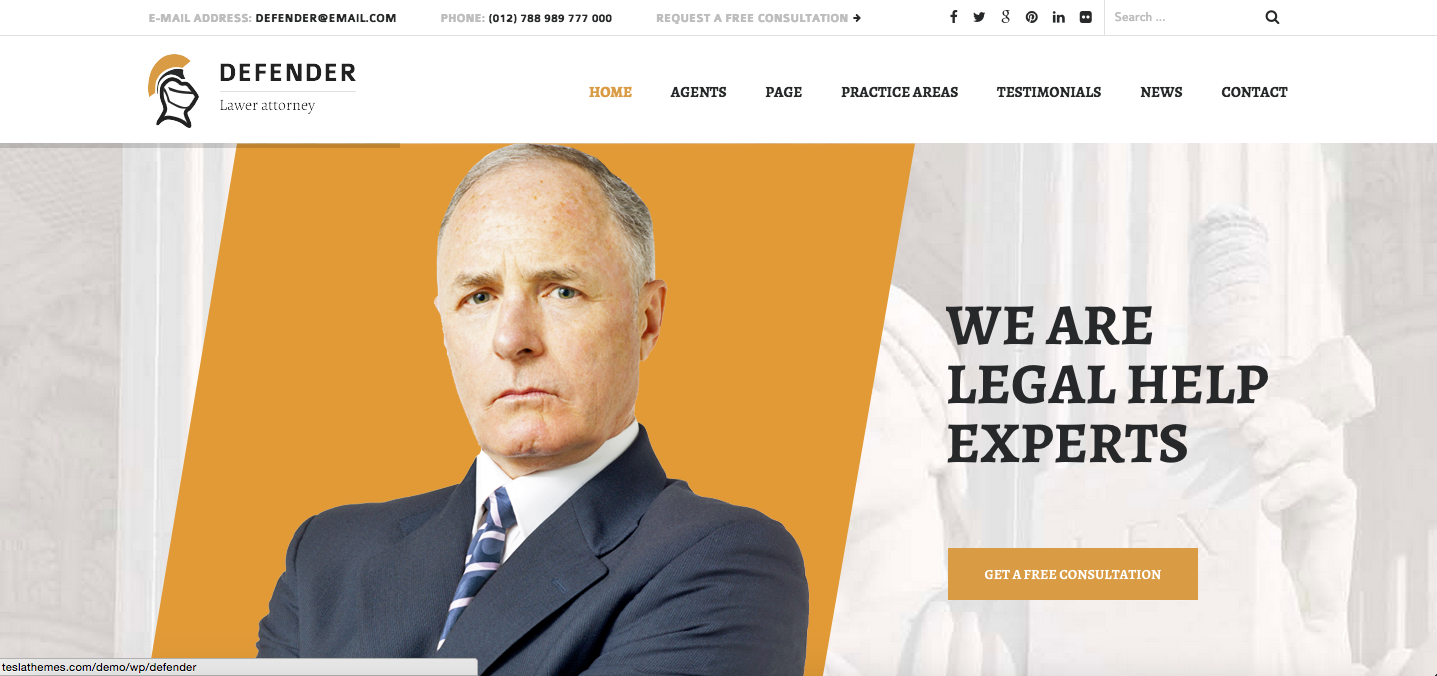 E-MAIL ADDRESS: DEFENDER@EMAIL.COM PHONE: (012) 788 989 777 000 REQUEST A FREE CONSULTATION Search ...
DEFENDER
Lawer attorney
HOME AGENTS PAGE PRACTICE AREAS TESTIMONIALS NEWS CONTACT
WE ARE
LEGAL HELP
EXPERTS
LEX
GET A FREE CONSULTATION
teslathemes.com/demo/wp/defender